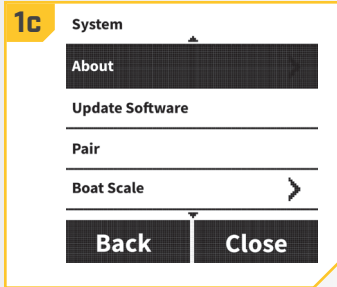 1c
System
About
Update Software
Pair
Boat Scale
Back Close